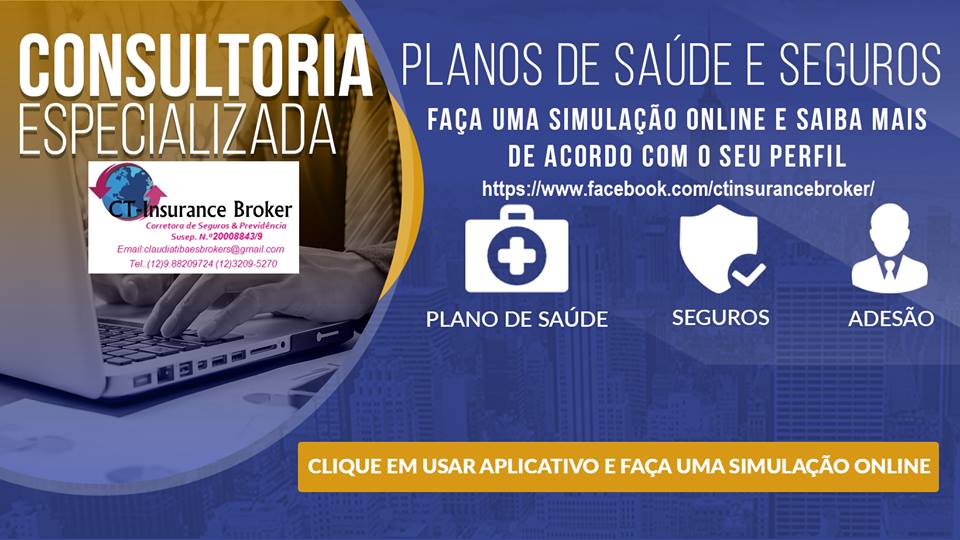 CONSULTORIA
ESPECIALIZADA
CT-Insurance Broker
Corretora de Seguros & Previdência
Susep. N.º20008843/9
Email:claudiatibaesbrokers@gmail.com
Tel. (12)9.88209724 (12)3209-5270
PLANOS DE SAÚDE E SEGUROS
FAÇA UMA SIMULAÇÃO ONLINE E SAIBA MAIS
DE ACORDO COM O SEU PERFIL
https://www.facebook.com/ctinsurancebroker/
PLANO DE SAÚDE
SEGUROS
ADESÃO
CLIQUE EM USAR APLICATIVO E FAÇA UMA SIMULAÇÃO ONLINE